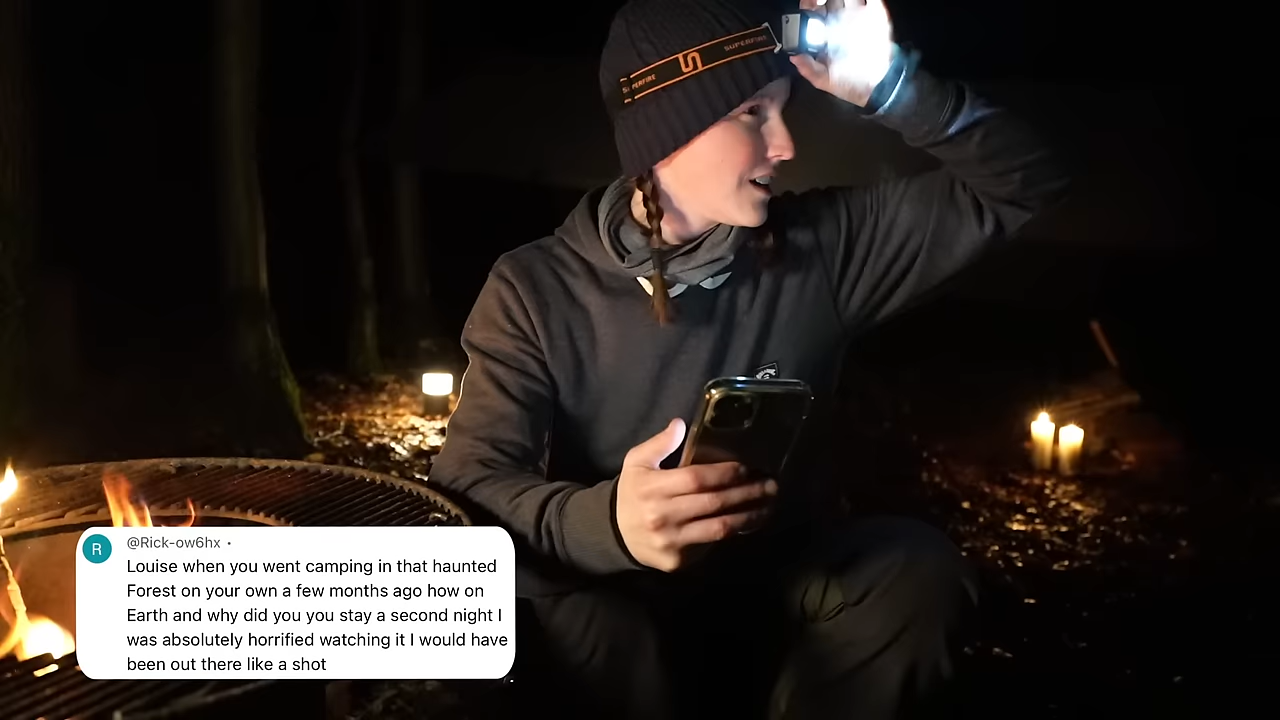 SUPERFIRE
SUPERFIRE
R
@Rick-ow6hx •
Louise when you went camping in that haunted
Forest on your own a few months ago how on
Earth and why did you you stay a second night I
was absolutely horrified watching it I would have
been out there like a shot